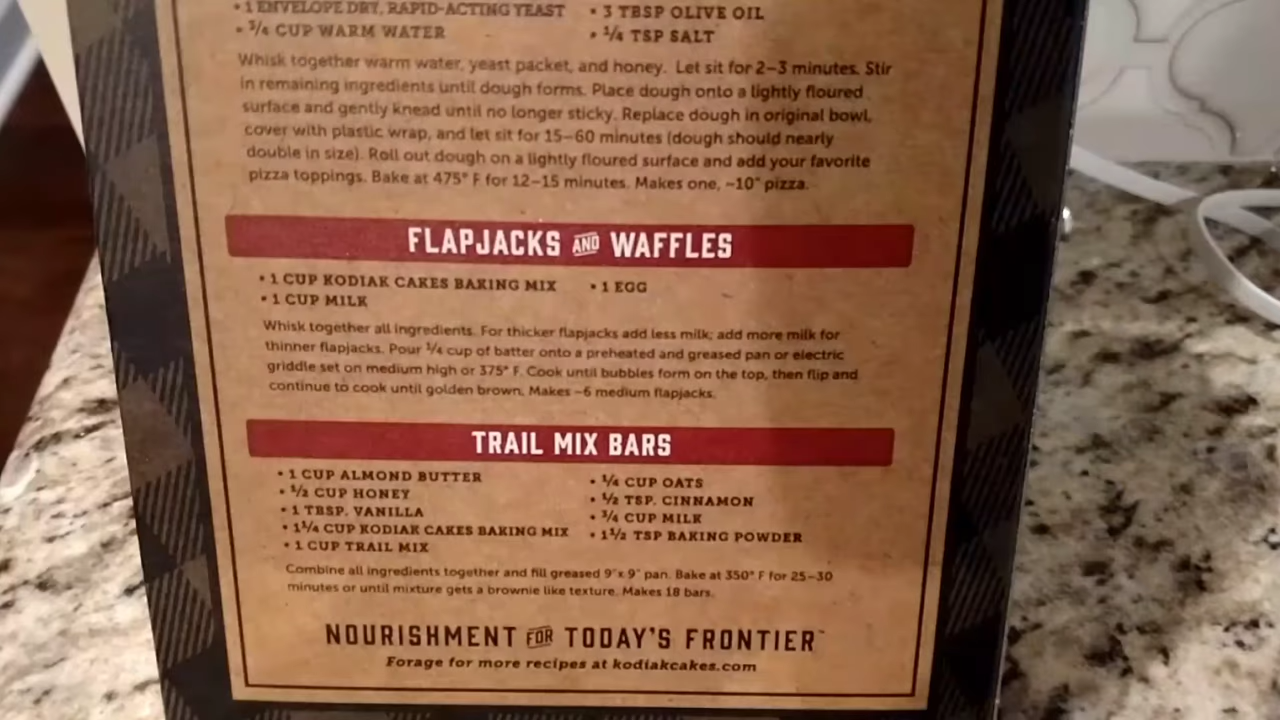 • 1 ENVELOPE DRY, RAPID-ACTING YEAST
• 3/4 CUP WARM WATER
• 3 TBSP OLIVE OIL
• 1/4 TSP SALT
Whisk together warm water, yeast packet, and honey. Let sit for 2–3 minutes. Stir
in remaining ingredients until dough forms. Place dough onto a lightly floured
surface and gently knead until no longer sticky. Replace dough in original bowl,
cover with plastic wrap, and let sit for 15–60 minutes (dough should nearly
double in size). Roll out dough on a lightly floured surface and add your favorite
pizza toppings. Bake at 475° F for 12–15 minutes. Makes one, ~10" pizza.
FLAPJACKS AND WAFFLES
• 1 CUP KODIAK CAKES BAKING MIX
• 1 CUP MILK
• 1 EGG
Whisk together all ingredients. For thicker flapjacks add less milk; add more milk for
thinner flapjacks. Pour 1/4 cup of batter onto a preheated and greased pan or electric
griddle set on medium high or 375° F. Cook until bubbles form on the top, then flip and
continue to cook until golden brown. Makes ~6 medium flapjacks.
TRAIL MIX BARS
• 1 CUP ALMOND BUTTER
• 1/2 CUP HONEY
• 1 TBSP. VANILLA
• 1 1/4 CUP KODIAK CAKES BAKING MIX
• 1 CUP TRAIL MIX
• 1/4 CUP OATS
• 1/2 TSP. CINNAMON
• 3/4 CUP MILK
• 1 1/2 TSP BAKING POWDER
Combine all ingredients together and fill greased 9"x 9" pan. Bake at 350° F for 25–30
minutes or until mixture gets a brownie like texture. Makes 18 bars.
NOURISHMENT FOR TODAY'S FRONTIER™
Forage for more recipes at kodiakcakes.com